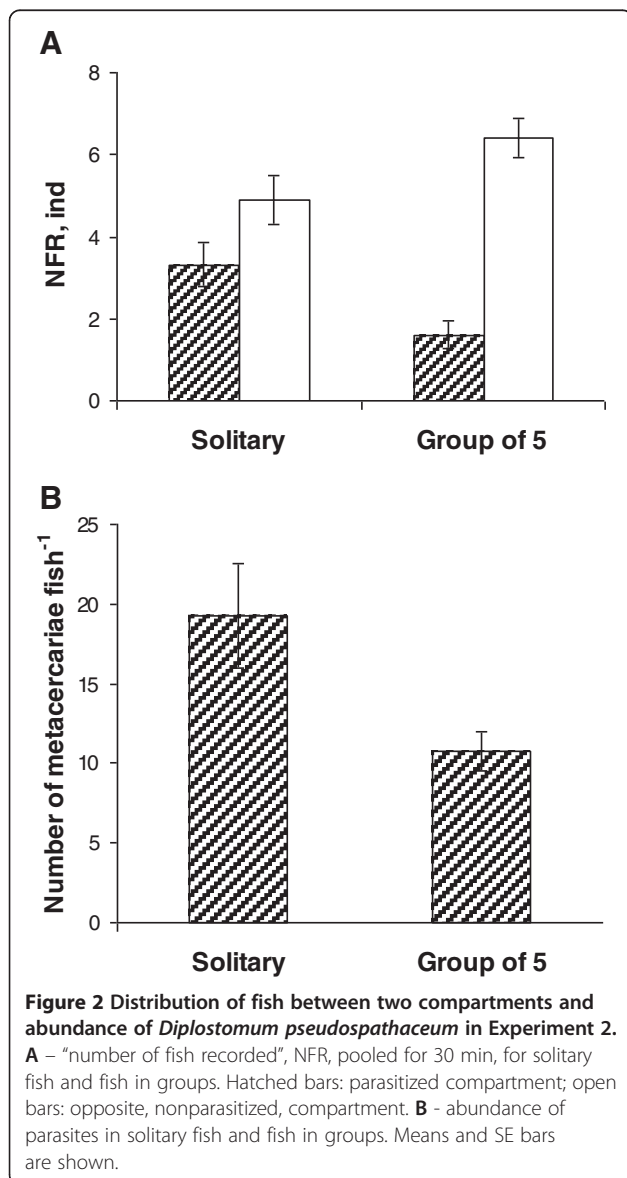 A
8
6
4
2
0
NFR, ind
Solitary Group of 5
B
25
20
15
10
5
0
Number of metacercariae fish-1
Solitary Group of 5
Figure 2 Distribution of fish between two compartments and
abundance of Diplostomum pseudospathaceum in Experiment 2.
A – “number of fish recorded”, NFR, pooled for 30 min, for solitary
fish and fish in groups. Hatched bars: parasitized compartment; open
bars: opposite, nonparasitized, compartment. B - abundance of
parasites in solitary fish and fish in groups. Means and SE bars
are shown.